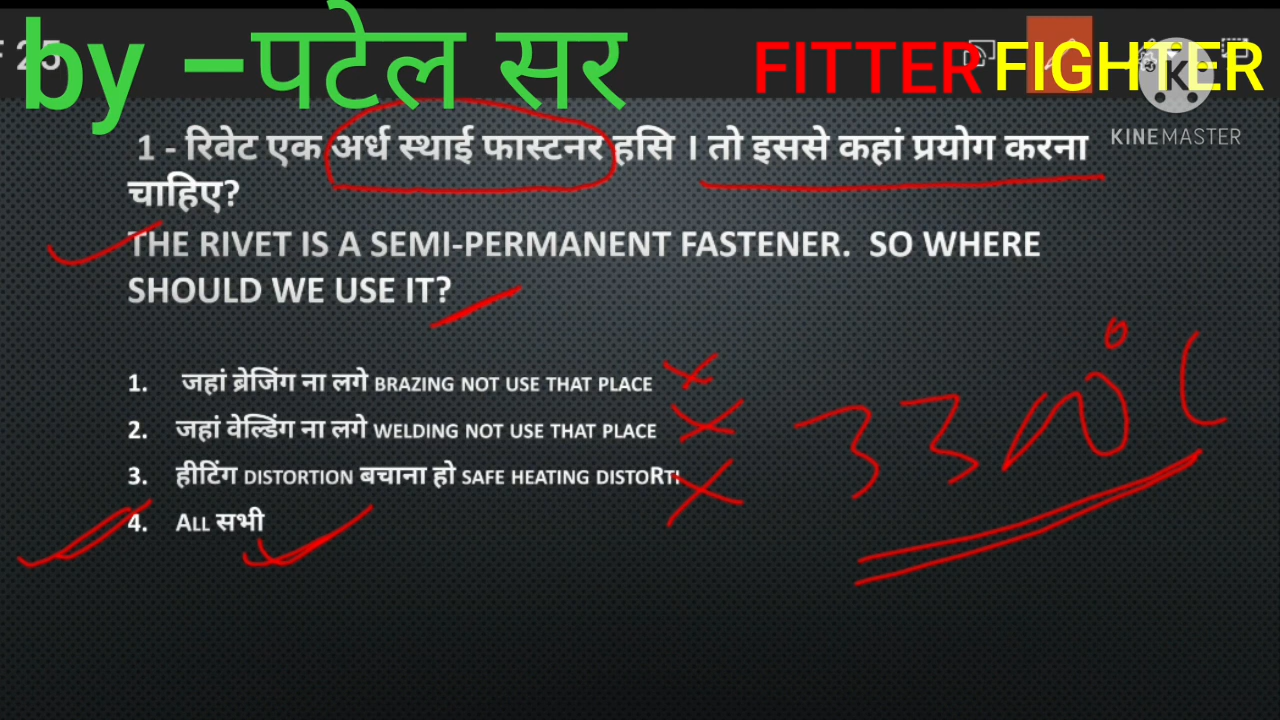 by –पटेल सर
FITTER FIGHTER
KINEMASTER
1 - रिवेट एक अर्ध स्थाई फास्टनर हसि । तो इससे कहां प्रयोग करना
चाहिए?
THE RIVET IS A SEMI-PERMANENT FASTENER. SO WHERE
SHOULD WE USE IT?
1. जहां ब्रेजिंग ना लगे BRAZING NOT USE THAT PLACE
2. जहां वेल्डिंग ना लगे WELDING NOT USE THAT PLACE
3. हीटिंग DISTORTION बचाना हो SAFE HEATING DISTORTI
4. ALL सभी